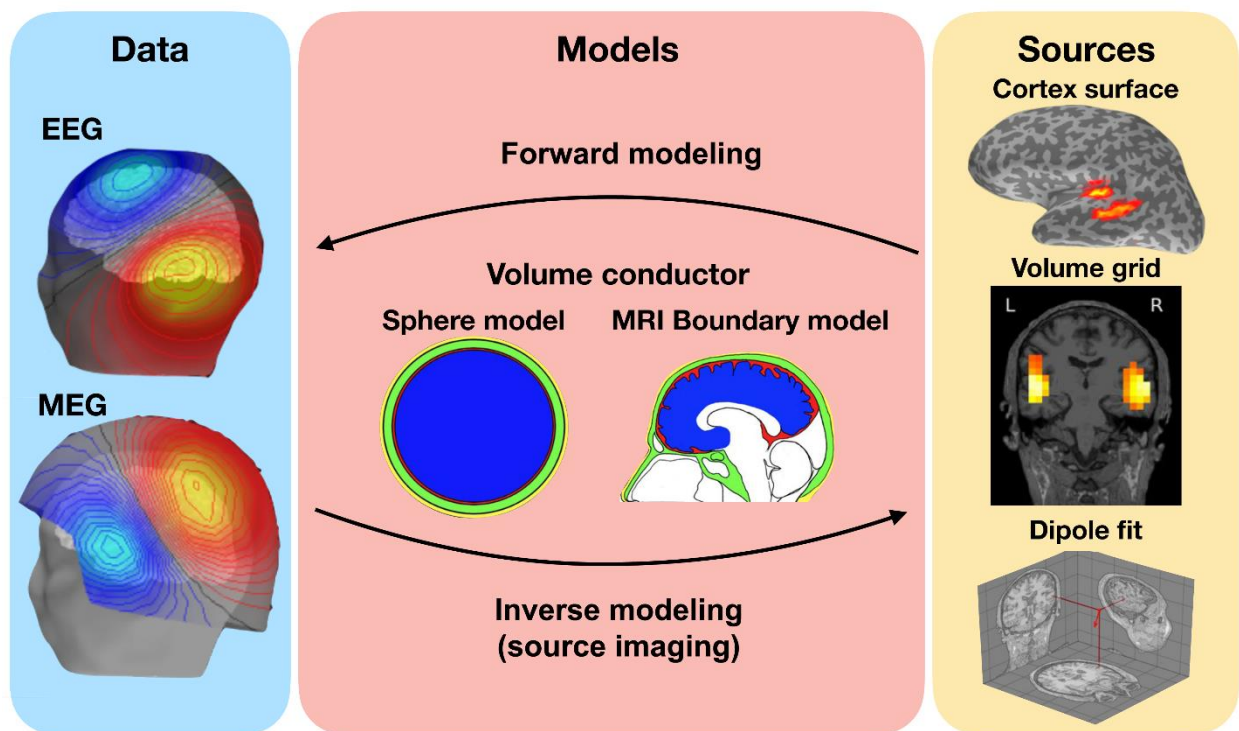 Data
EEG
MEG
Models
Forward modeling
Volume conductor
Sphere model
MRI Boundary model
Inverse modeling
(source imaging)
Sources
Cortex surface
Volume grid
L R
Dipole fit